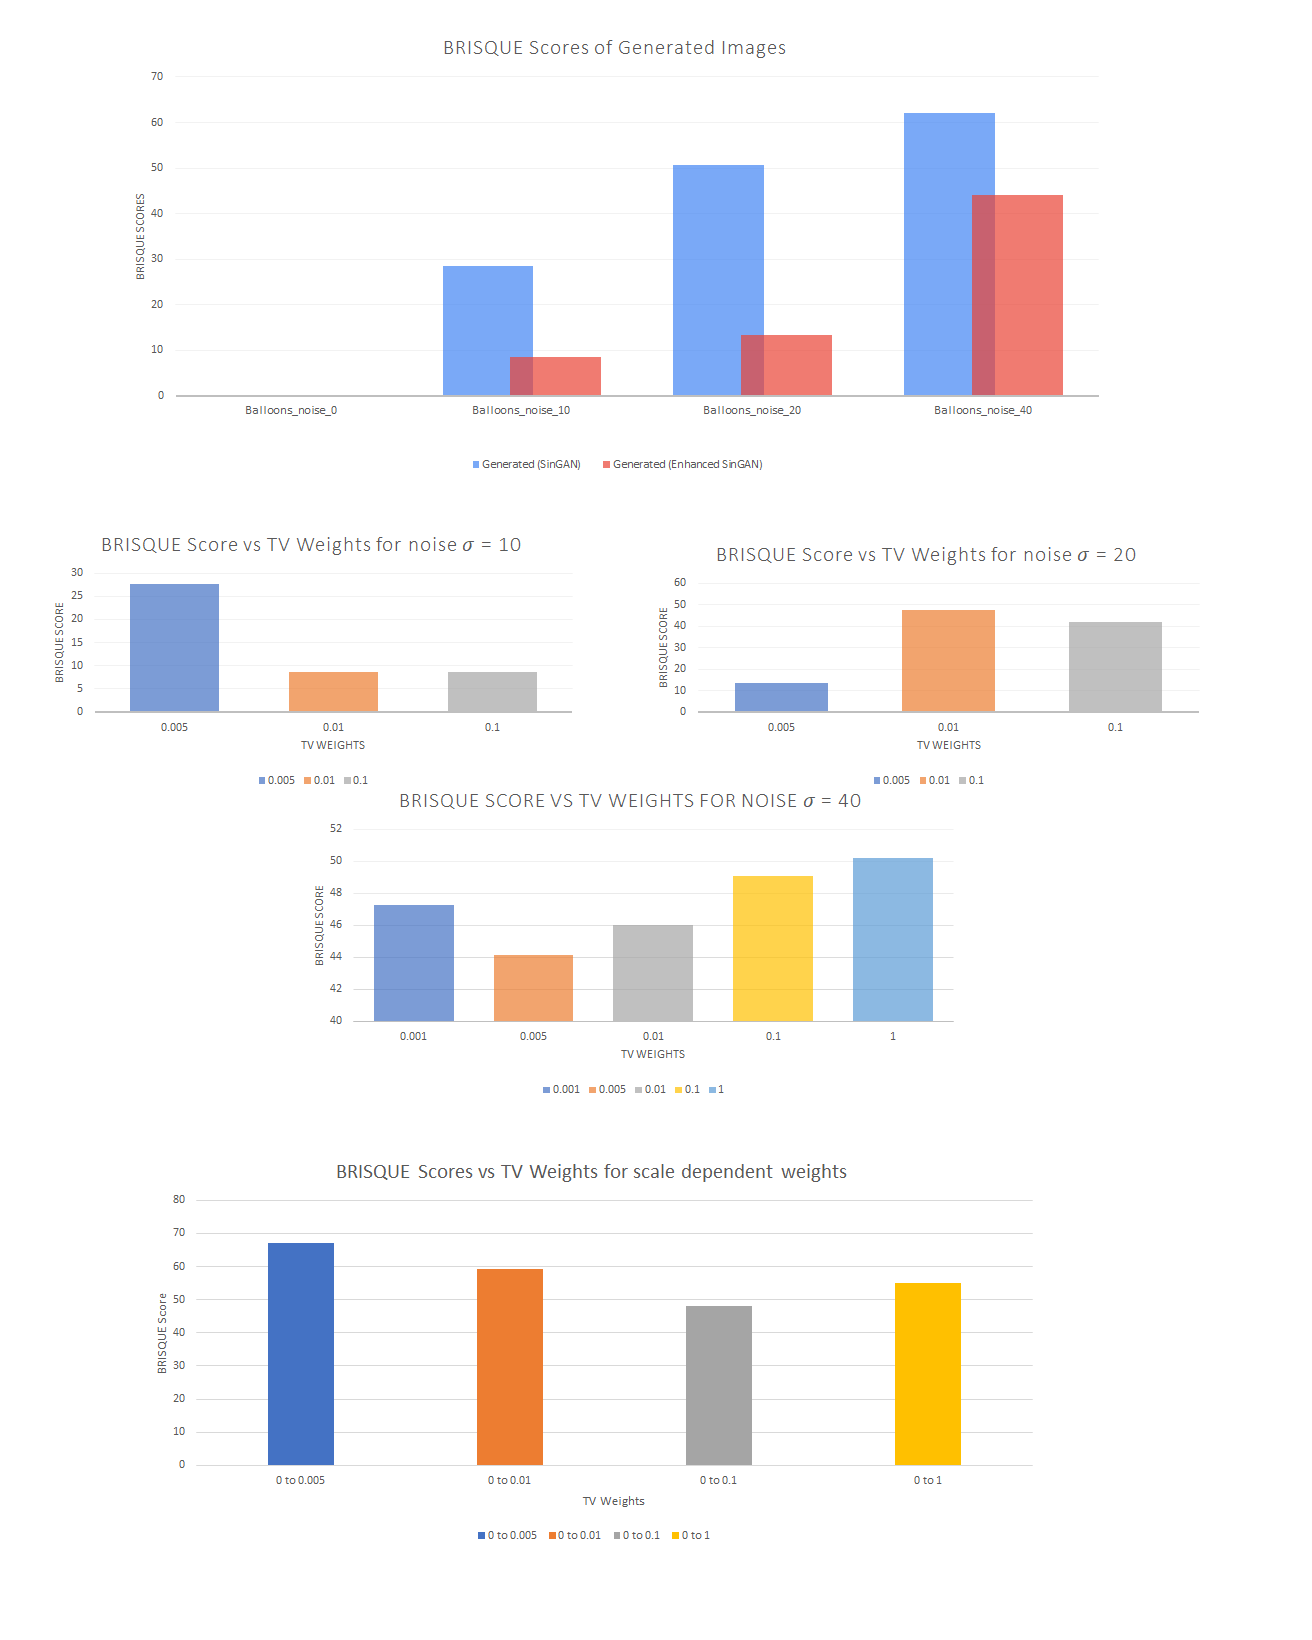 BRISQUE Scores of Generated Images
70
60
50
40
30
20
10
0
BRISQUE SCORES
Balloons_noise_0 Balloons_noise_10 Balloons_noise_20 Balloons_noise_40
Generated (SinGAN) Generated (Enhanced SinGAN)
BRISQUE Score vs TV Weights for noise σ = 10
30
25
20
15
10
5
0
BRISQUE SCORE
0.005 0.01 0.1
TV WEIGHTS
0.005 0.01 0.1
BRISQUE Score vs TV Weights for noise σ = 20
60
50
40
30
20
10
0
BRISQUE SCORE
0.005 0.01 0.1
TV WEIGHTS
0.005 0.01 0.1
BRISQUE SCORE VS TV WEIGHTS FOR NOISE σ = 40
52
50
48
46
44
42
40
BRISQUE SCORE
0.001 0.005 0.01 0.1 1
TV WEIGHTS
0.001 0.005 0.01 0.1 1
BRISQUE Scores vs TV Weights for scale dependent weights
80
70
60
50
40
30
20
10
0
BRISQUE Score
0 to 0.005 0 to 0.01 0 to 0.1 0 to 1
TV Weights
0 to 0.005 0 to 0.01 0 to 0.1 0 to 1